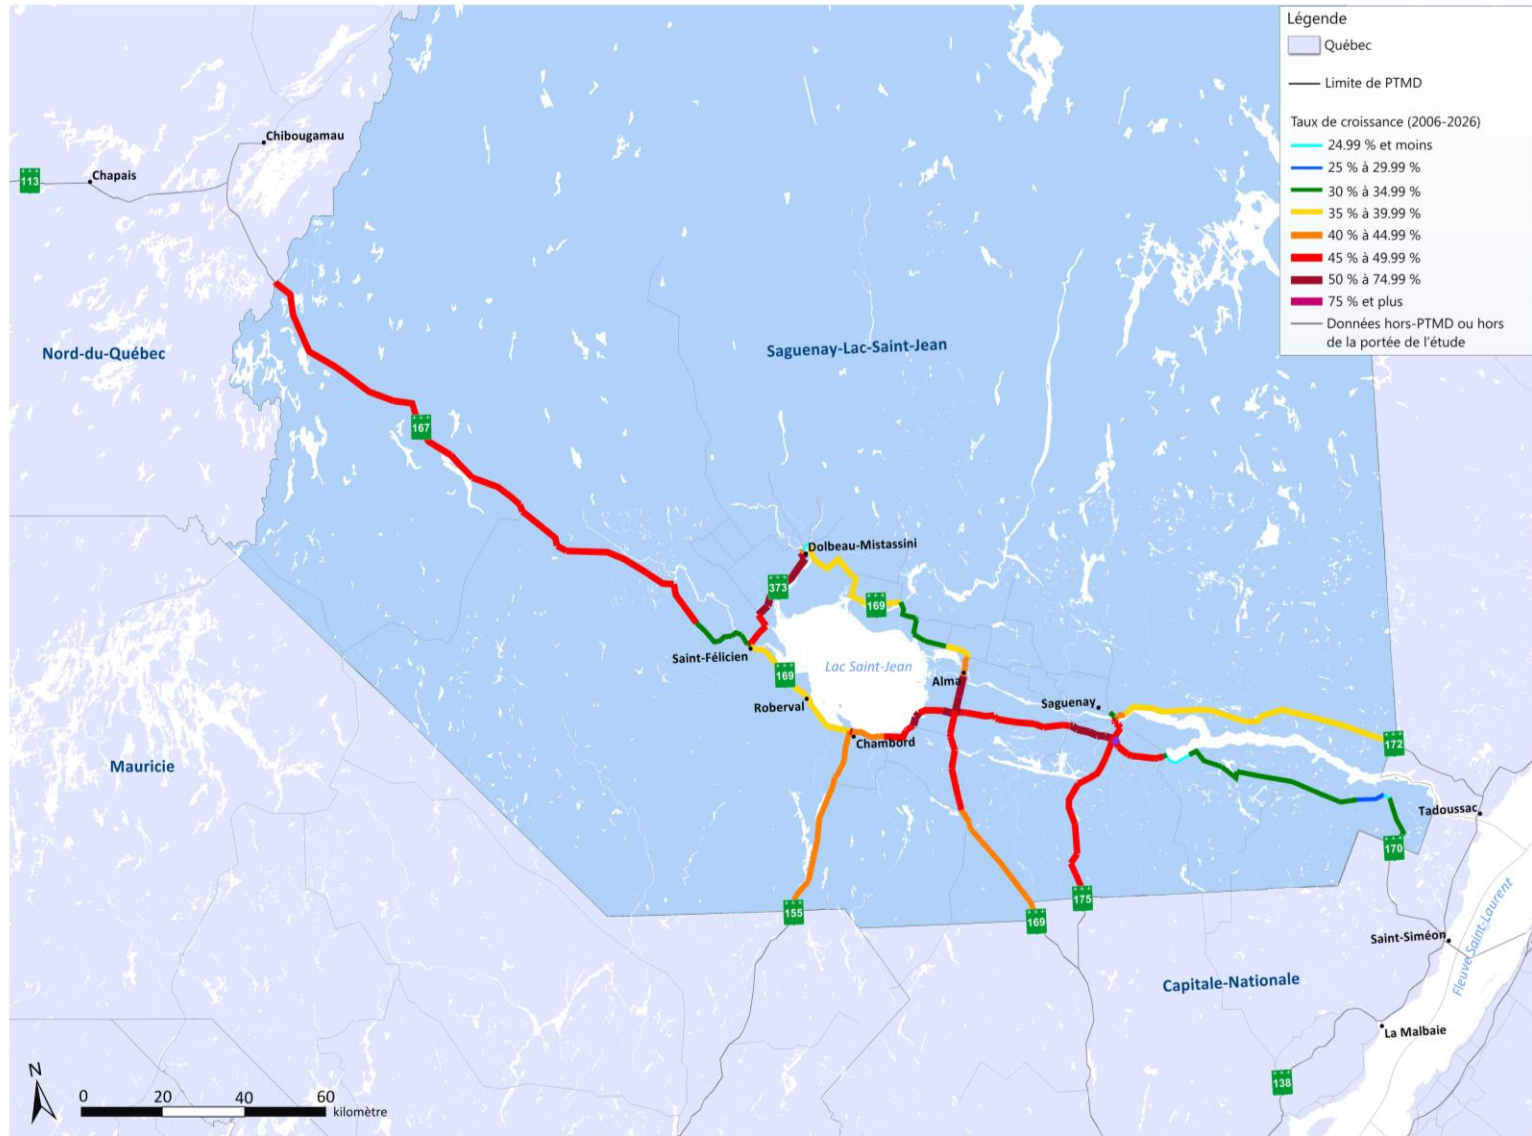 Légende
Québec
Limite de PTMD
Taux de croissance (2006-2026)
24.99 % et moins
25 % à 29.99 %
30 % à 34.99 %
35 % à 39.99 %
40 % à 44.99 %
45 % à 49.99 %
50 % à 74.99 %
75 % et plus
Données hors-PTMD ou hors
de la portée de l'étude
Chibougamau
Chapais
113
Nord-du-Québec
Saguenay-Lac-Saint-Jean
167
Dolbeau-Mistassini
373
169
Saint-Félicien
169
Lac Saint-Jean
Alma
Roberval
Saguenay
Chambord
172
Mauricie
Tadoussac
170
155
169
175
Saint-Siméon
Fleuve Saint-Laurent
Capitale-Nationale
La Malbaie
138
N
0 20 40 60
kilomètre